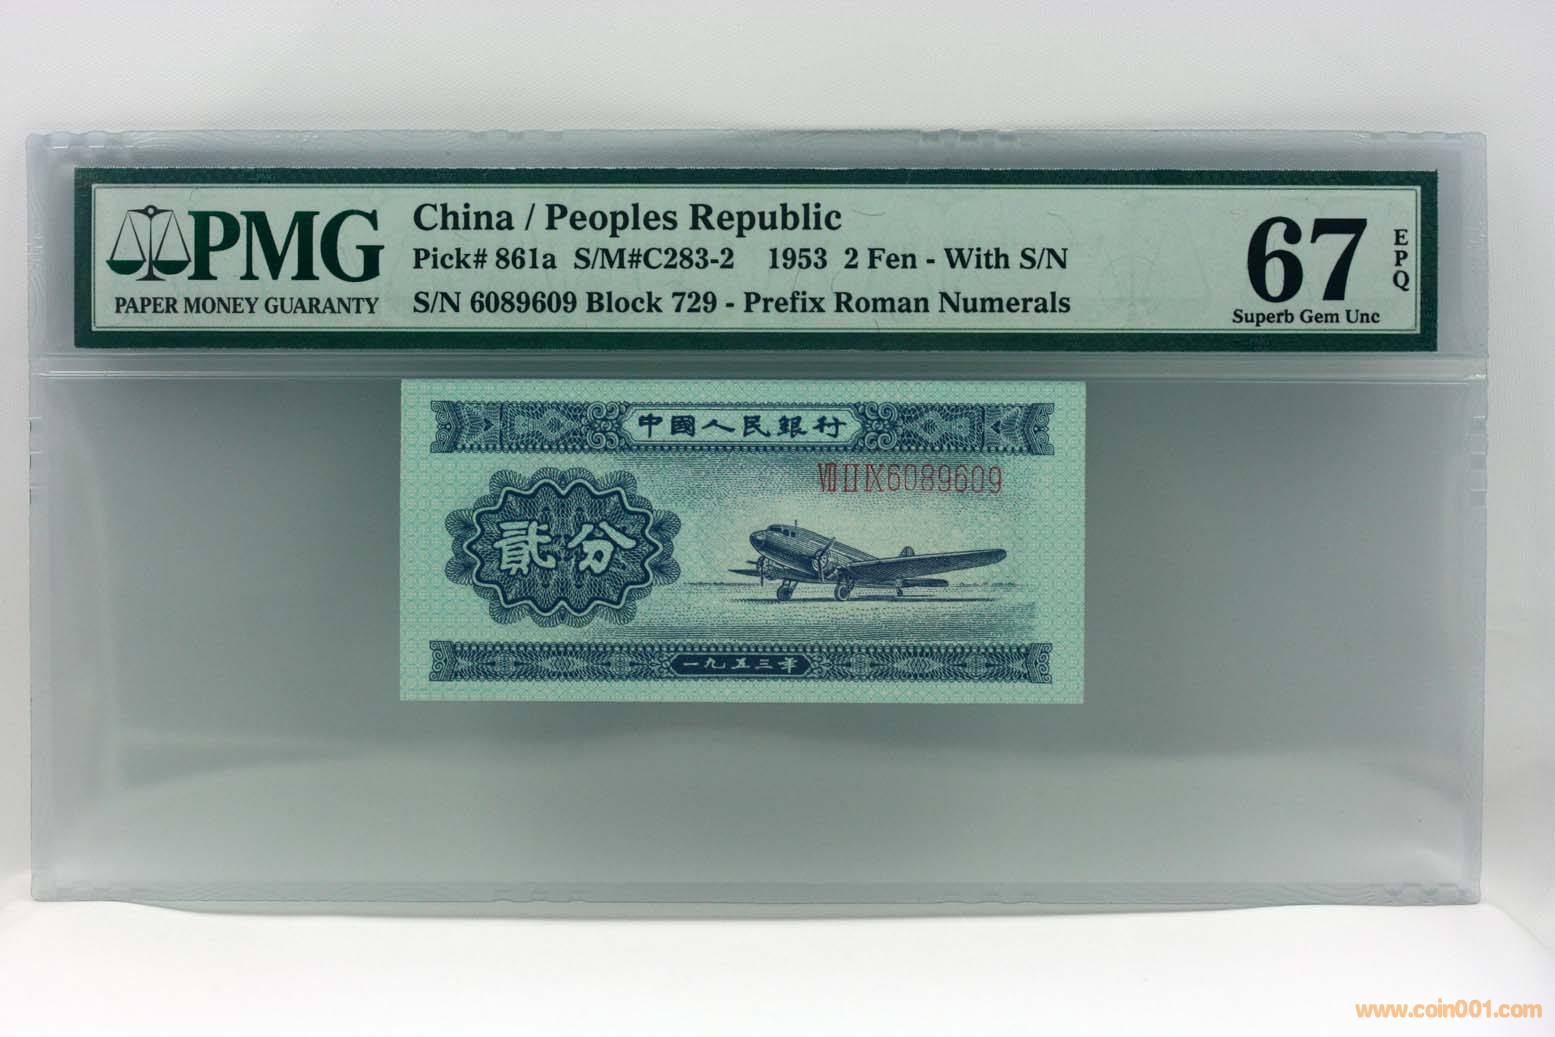 PMG
PAPER MONEY GUARANTY
China / Peoples Republic
Pick# 861a S/M#C283-2 1953 2 Fen - With S/N
S/N 6089609 Block 729 - Prefix Roman Numerals
67
EPQ
Superb Gem Unc
中國人民銀行
ⅦⅡⅨ6089609
貳分
一九五三年
www.coin001.com